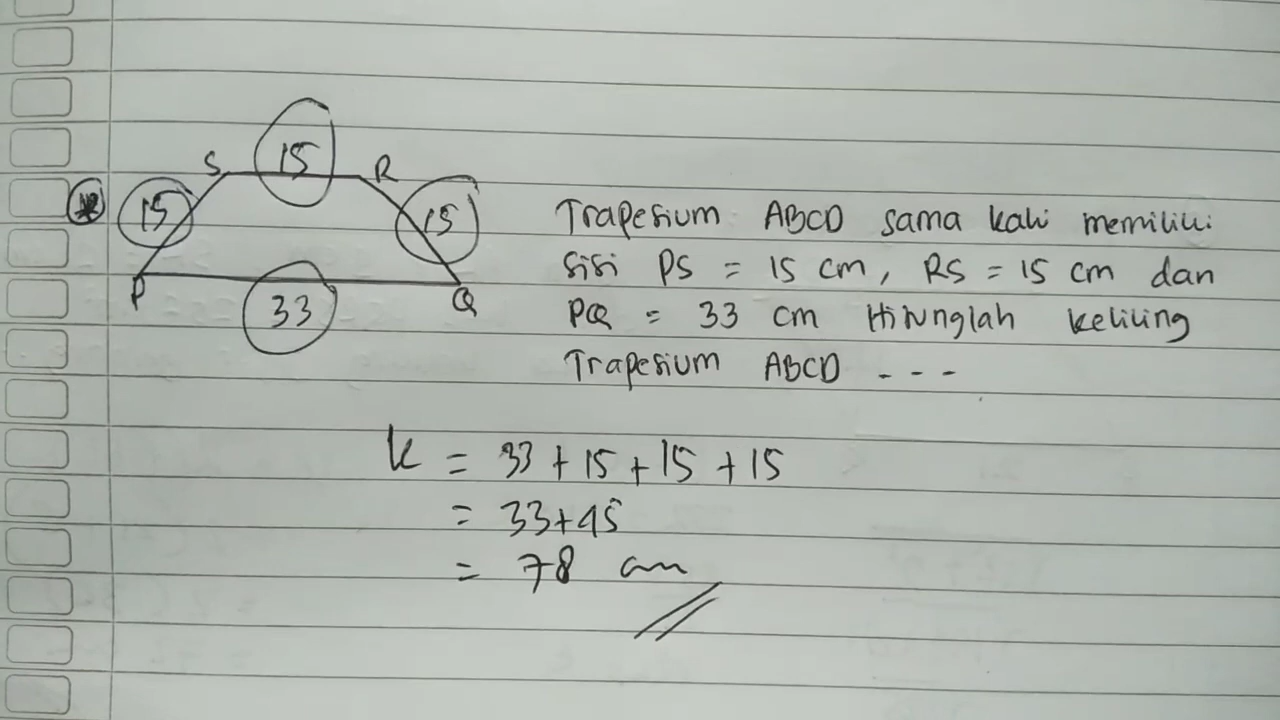 S 15 R
15 15
P 33 Q
Trapesium ABCD sama kaki memiliki
sisi PS = 15 cm, RS = 15 cm dan
PQ = 33 cm Hitunglah keliling
Trapesium ABCD ---
K = 33 + 15 + 15 + 15
= 33+45
= 78 cm